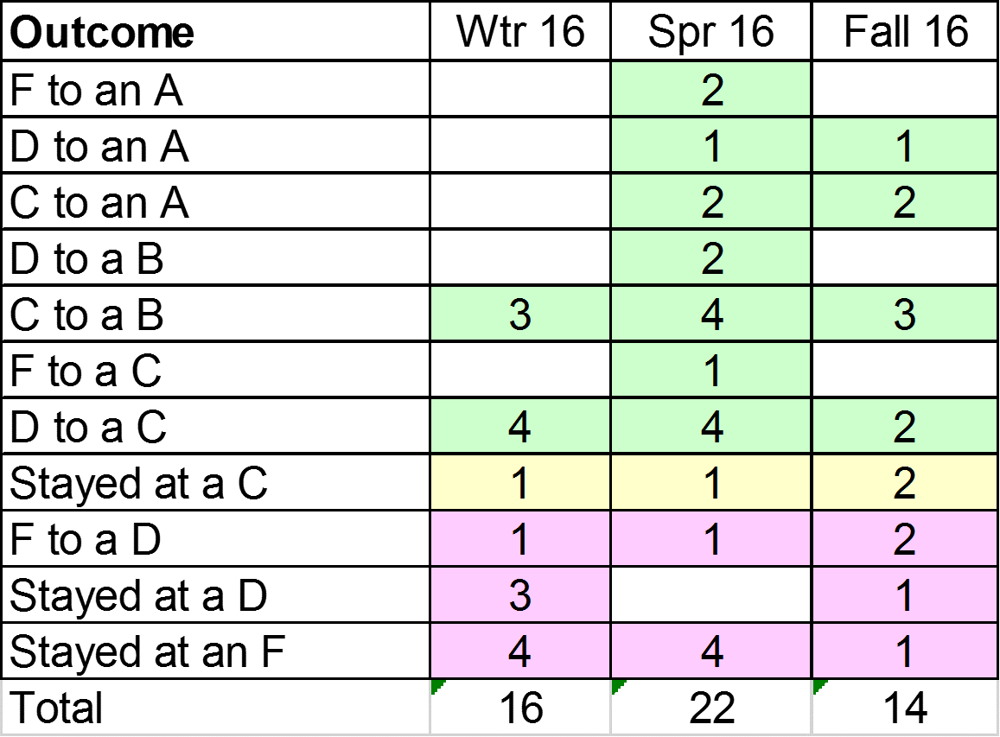 Outcome Wtr 16 Spr 16 Fall 16
F to an A 2
D to an A 1 1
C to an A 2 2
D to a B 2
C to a B 3 4 3
F to a C 1
D to a C 4 4 2
Stayed at a C 1 1 2
F to a D 1 1 2
Stayed at a D 3 1
Stayed at an F 4 4 1
Total 16 22 14